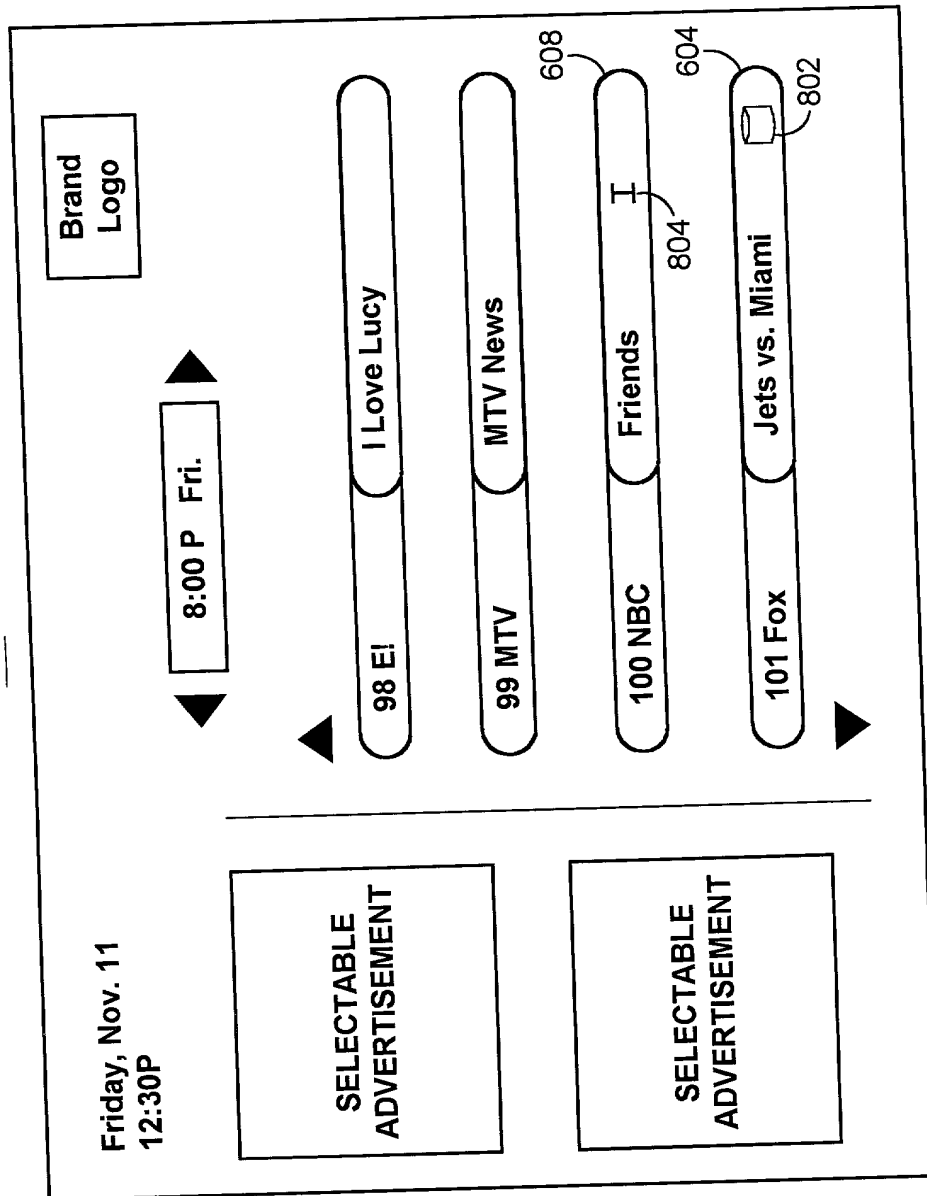 Friday, Nov. 11
12:30P
Brand
Logo
8:00 P Fri.
SELECTABLE
ADVERTISEMENT
SELECTABLE
ADVERTISEMENT
98 E! I Love Lucy
99 MTV MTV News
100 NBC Friends I
608
804
101 Fox Jets vs. Miami
604
802